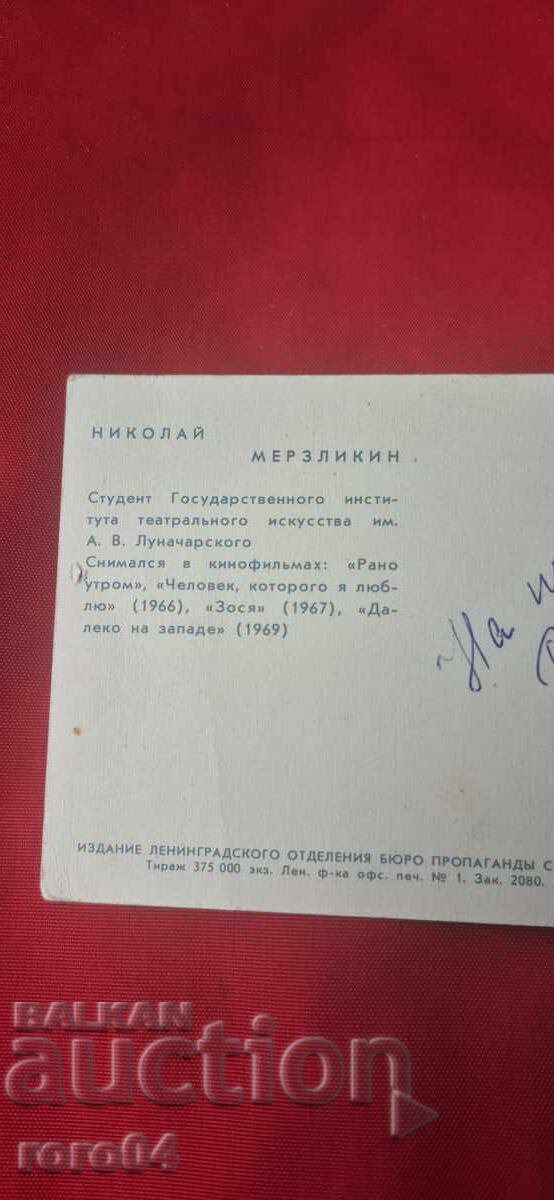 НИКОЛАЙ
МЕРЗЛИКИН
Студент Государственного инсти-
тута театрального искусства им.
А. В. Луначарского
Снимался в кинофильмах: «Рано
утром», «Человек, которого я люб-
лю» (1966), «Зося» (1967), «Да-
леко на западе» (1969)
На
ИЗДАНИЕ ЛЕНИНГРАДСКОГО ОТДЕЛЕНИЯ БЮРО ПРОПАГАНДЫ С
Тираж 375 000 экз. Лен. ф-ка офс. печ. № 1. Зак. 2080.
BALKAN
auction
roro04